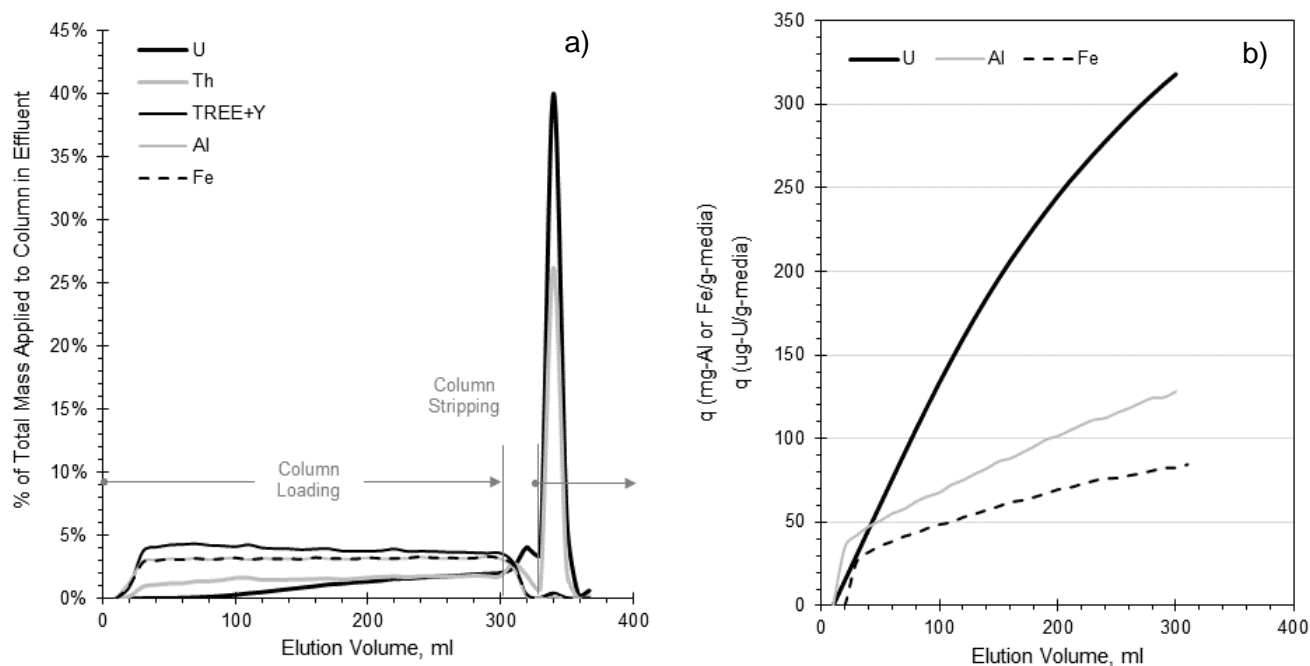 a)
U
Th
TREE+Y
Al
Fe
% of Total Mass Applied to Column in Effluent
45%
40%
35%
30%
25%
20%
15%
10%
5%
0%
Column
Loading
Column
Stripping
0
100
200
300
400
Elution Volume, ml
b)
U
Al
Fe
q (mg-Al or Fe/g-media)
q (ug-U/g-media)
350
300
250
200
150
100
50
0
0
100
200
300
400
Elution Volume, ml